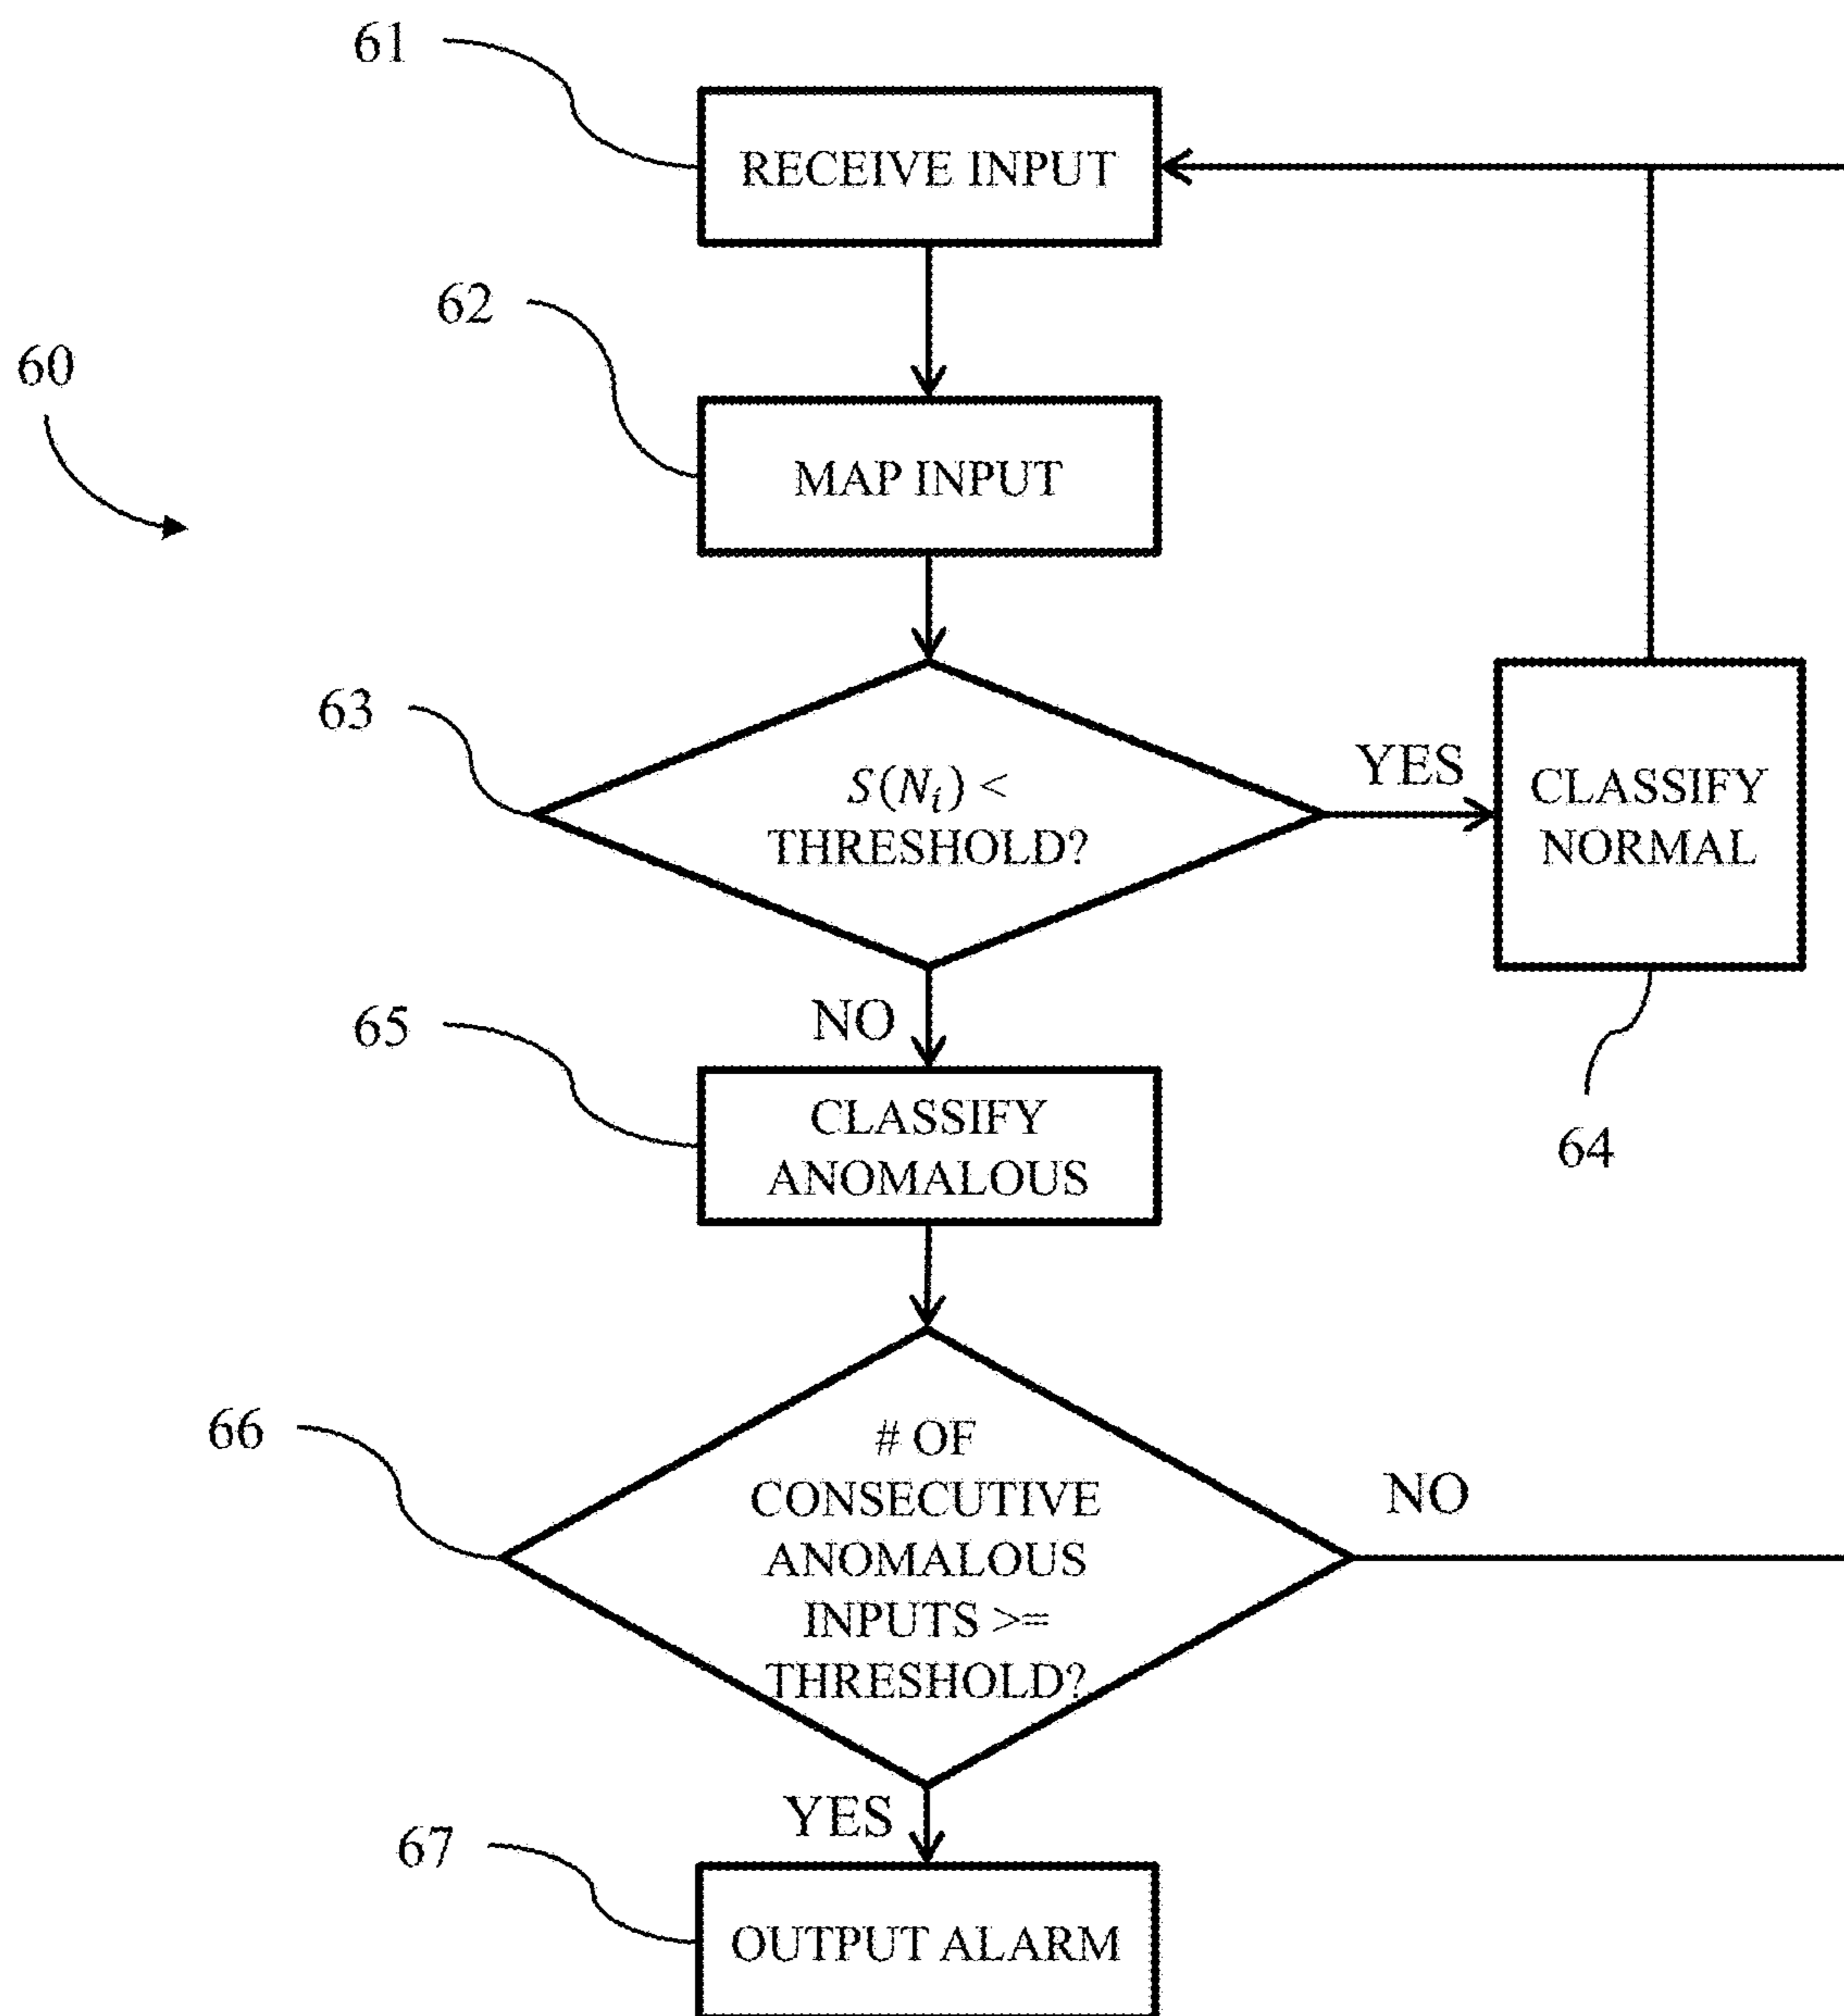 61
RECEIVE INPUT
62
60
MAP INPUT
63
S(Nᵢ) <
THRESHOLD?
YES
CLASSIFY
NORMAL
NO
65
CLASSIFY
ANOMALOUS
64
66
# OF
CONSECUTIVE
ANOMALOUS
INPUTS >=
THRESHOLD?
NO
YES
67
OUTPUT ALARM